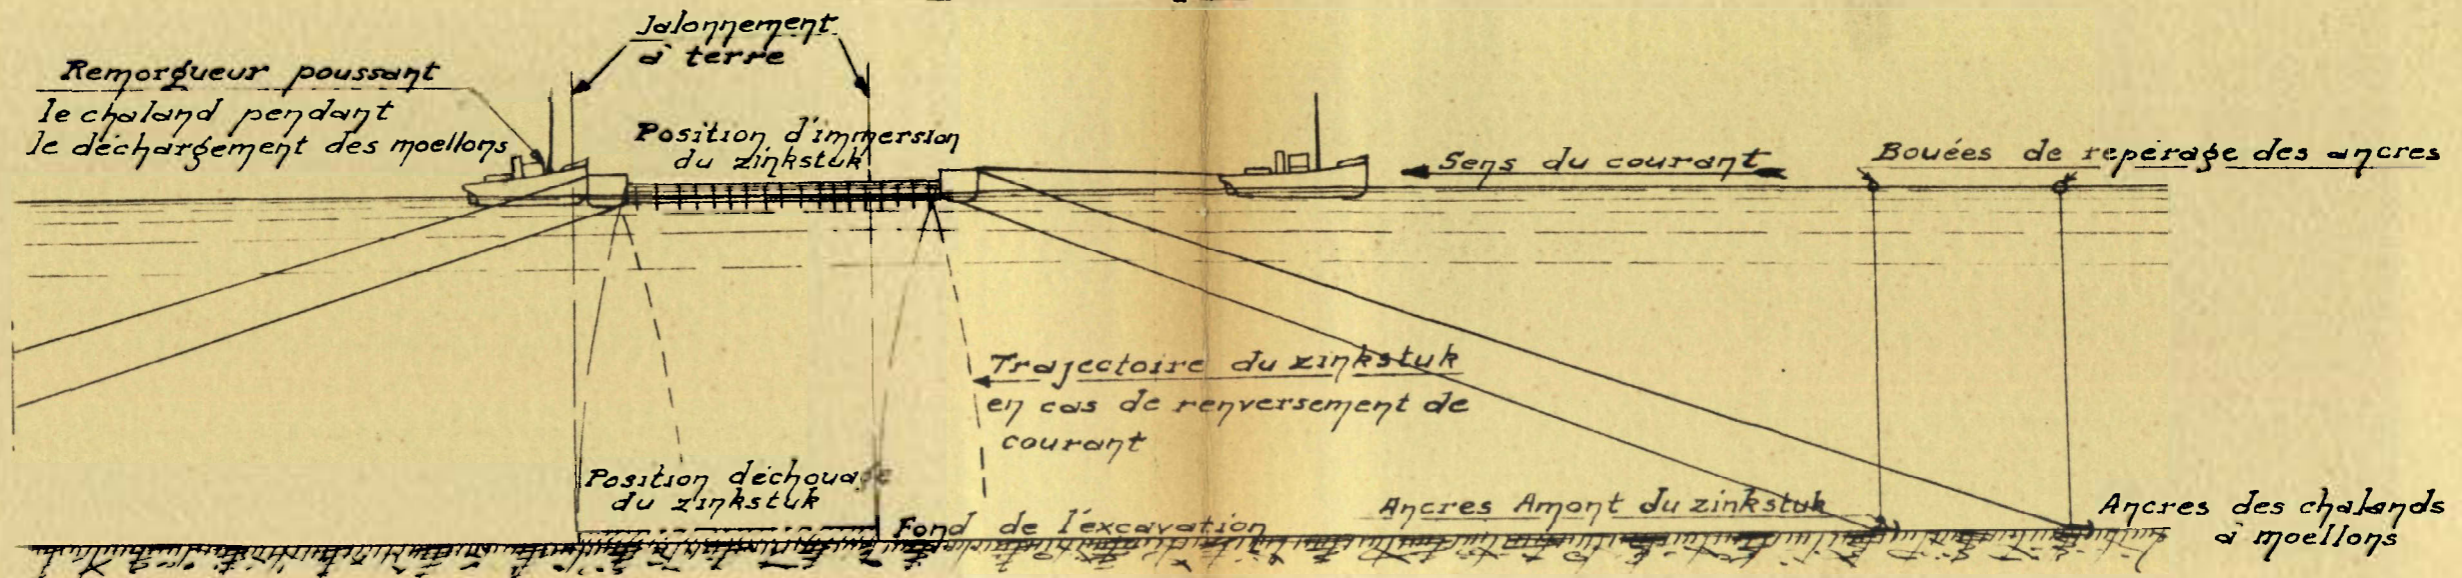 Jalonnement
à terre
Remorqueur poussant
le chaland pendant
le déchargement des moellons
Position d'immersion
du zinkstuk
Sens du courant
Bouées de repérage des ancres
Trajectoire du zinkstuk
en cas de renversement de
courant
Position déchouage
du zinkstuk
Fond de l'excavation
Ancres Amont du zinkstuk
Ancres des chalands
à moellons